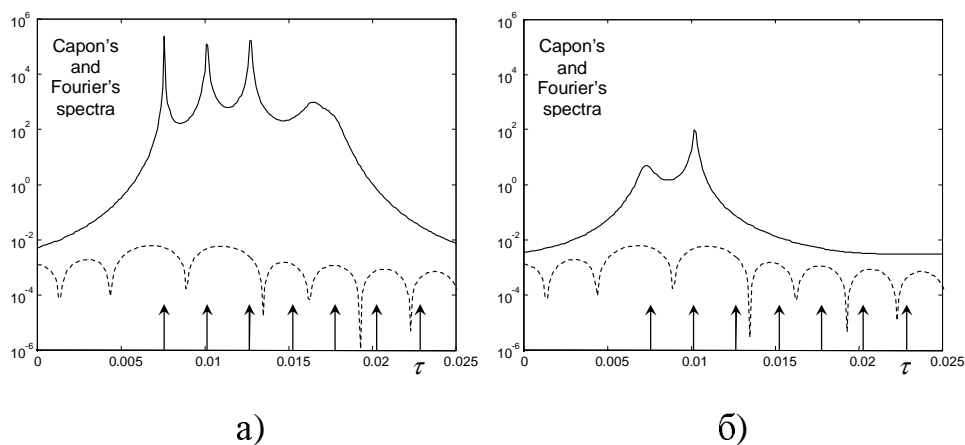 10^6
10^4
10^2
10^0
10^-2
10^-4
10^-6
Capon's
and
Fourier's
spectra
0 0.005 0.01 0.015 0.02 0.025
τ
а)
10^6
10^4
10^2
10^0
10^-2
10^-4
10^-6
Capon's
and
Fourier's
spectra
0 0.005 0.01 0.015 0.02 0.025
τ
б)